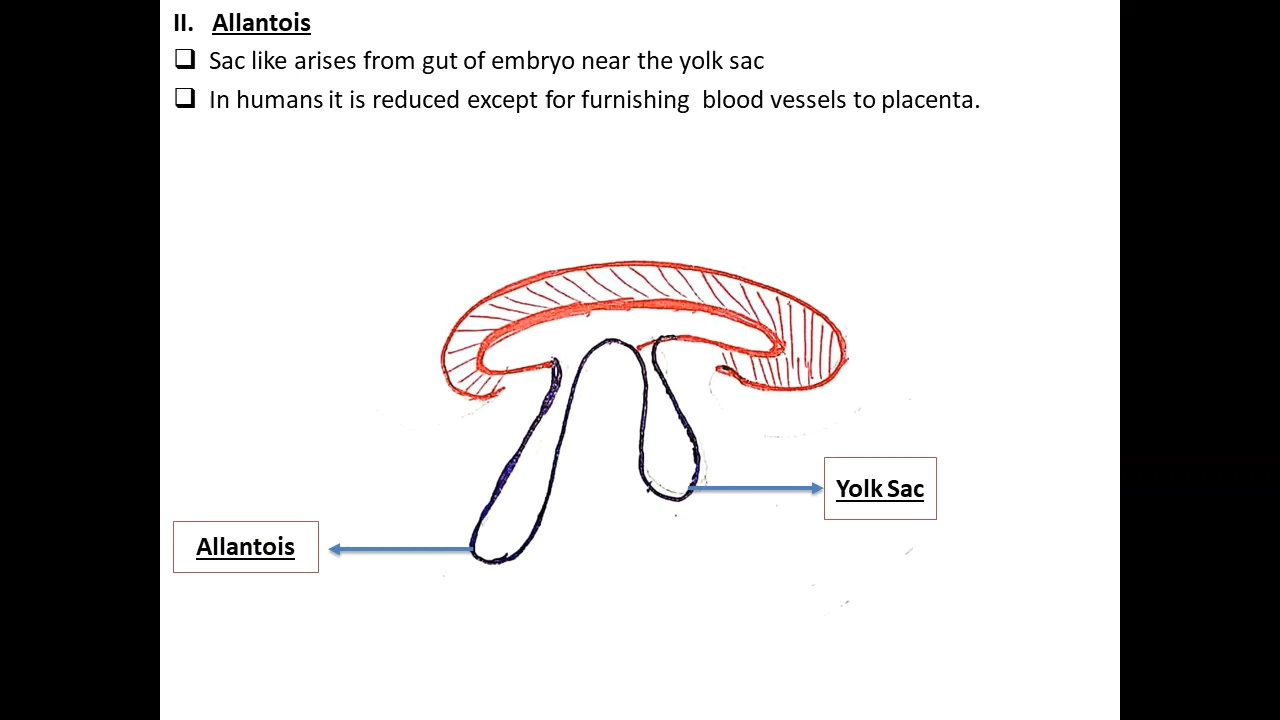 II. Allantois
❑ Sac like arises from gut of embryo near the yolk sac
❑ In humans it is reduced except for furnishing blood vessels to placenta.
Yolk Sac
Allantois